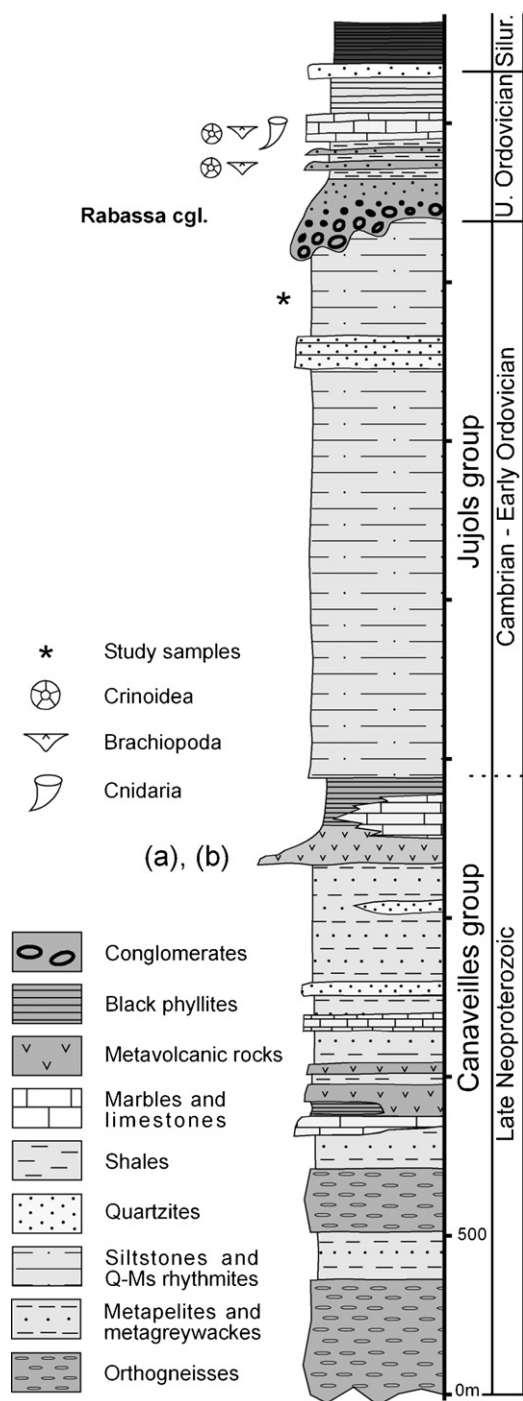 Silur.
U. Ordovician
Rabassa cgl.
*
Jujols group
Cambrian - Early Ordovician
* Study samples
Crinoidea
Brachiopoda
Cnidaria
(a), (b)
Canaveilles group
Late Neoproterozoic
Conglomerates
Black phyllites
Metavolcanic rocks
Marbles and
limestones
Shales
Quartzites
Siltstones and
Q-Ms rhythmites
Metapelites and
metagreywackes
Orthogneisses
500
0m